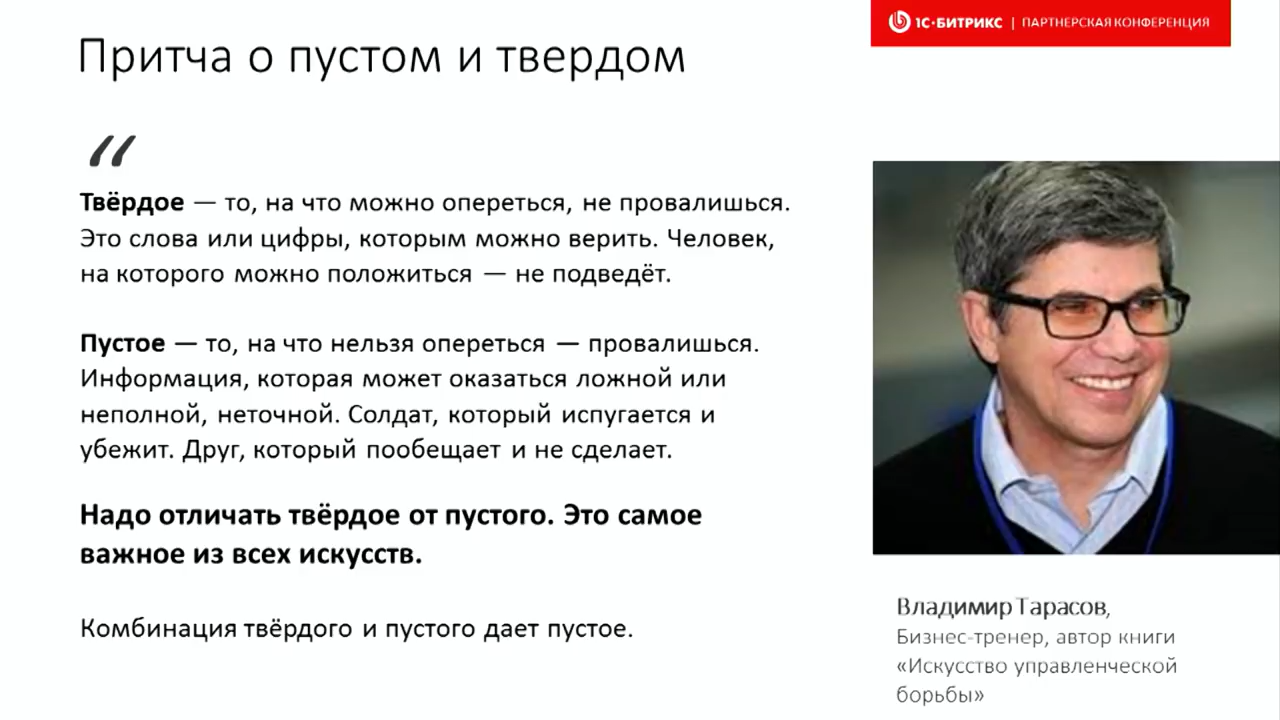 1С·БИТРИКС | ПАРТНЕРСКАЯ КОНФЕРЕНЦИЯ
Притча о пустом и твердом
“
Твёрдое — то, на что можно опереться, не провалишься.
Это слова или цифры, которым можно верить. Человек,
на которого можно положиться — не подведёт.
Пустое — то, на что нельзя опереться — провалишься.
Информация, которая может оказаться ложной или
неполной, неточной. Солдат, который испугается и
убежит. Друг, который пообещает и не сделает.
Надо отличать твёрдое от пустого. Это самое
важное из всех искусств.
Комбинация твёрдого и пустого дает пустое.
Владимир Тарасов,
Бизнес-тренер, автор книги
«Искусство управленческой
борьбы»